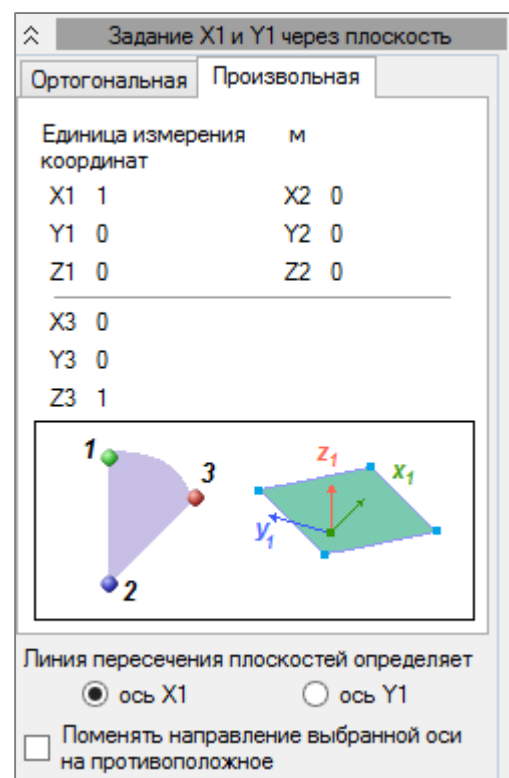 Задание X1 и Y1 через плоскость
Ортогональная Произвольная
Единица измерения координат м
X1 1 X2 0
Y1 0 Y2 0
Z1 0 Z2 0
X3 0
Y3 0
Z3 1
1 3 2 z1 x1 y1
Линия пересечения плоскостей определяет
ось X1 ось Y1
Поменять направление выбранной оси
на противоположное